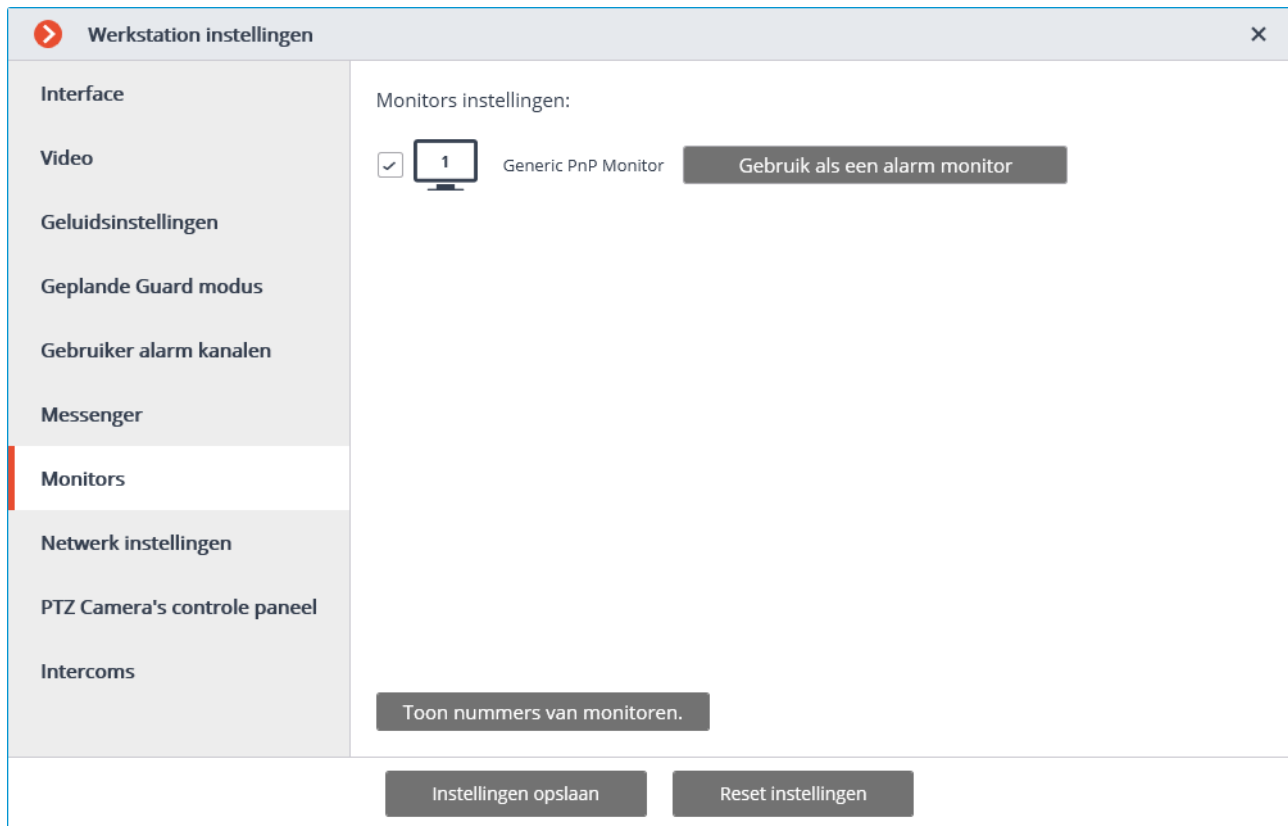 Werkstation instellingen
Interface
Video
Geluidsinstellingen
Geplande Guard modus
Gebruiker alarm kanalen
Messenger
Monitors
Netwerk instellingen
PTZ Camera's controle paneel
Intercoms
Monitors instellingen:
1 Generic PnP Monitor Gebruik als een alarm monitor
Toon nummers van monitoren.
Instellingen opslaan Reset instellingen